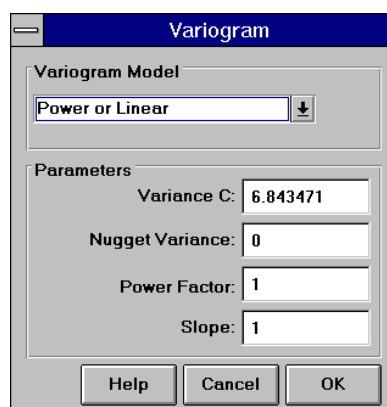 Variogram
Variogram Model
Power or Linear
Parameters
Variance C: 6.843471
Nugget Variance: 0
Power Factor: 1
Slope: 1
Help Cancel OK